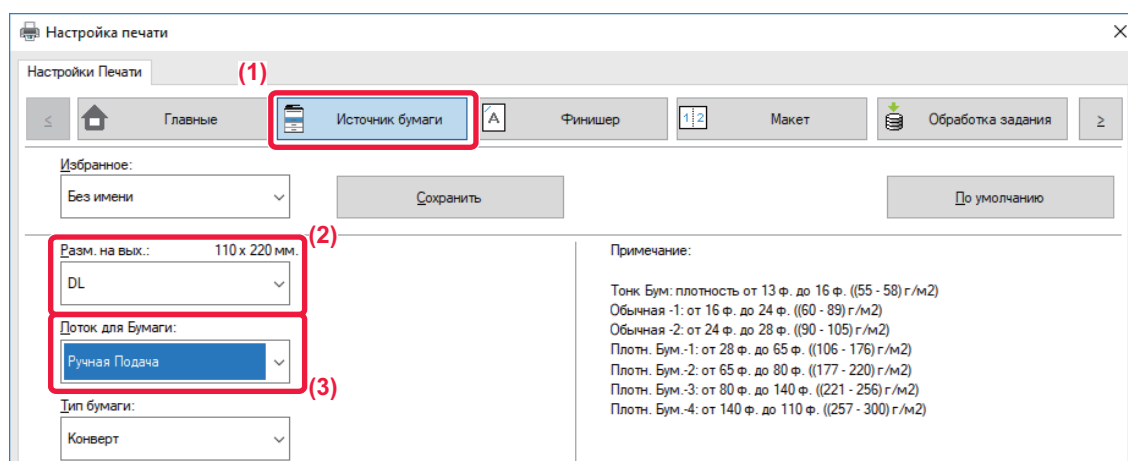 Настройка печати
Настройки Печати
(1)
≤
Главные
Источник бумаги
A
Финишер
1 2
Макет
Обработка задания
≥
Избранное:
Без имени
Сохранить
По умолчанию
(2)
Разм. на вых.: 110 x 220 мм.
DL
Лоток для Бумаги:
Ручная Подача
(3)
Тип бумаги:
Конверт
Примечание:
Тонк Бум: плотность от 13 ф. до 16 ф. ((55 - 58) г/м2)
Обычная -1: от 16 ф. до 24 ф. ((60 - 89) г/м2)
Обычная -2: от 24 ф. до 28 ф. ((90 - 105) г/м2)
Плотн. Бум.-1: от 28 ф. до 65 ф. ((106 - 176) г/м2)
Плотн. Бум.-2: от 65 ф. до 80 ф. ((177 - 220) г/м2)
Плотн. Бум.-3: от 80 ф. до 140 ф. ((221 - 256) г/м2)
Плотн. Бум.-4: от 140 ф. до 110 ф. ((257 - 300) г/м2)